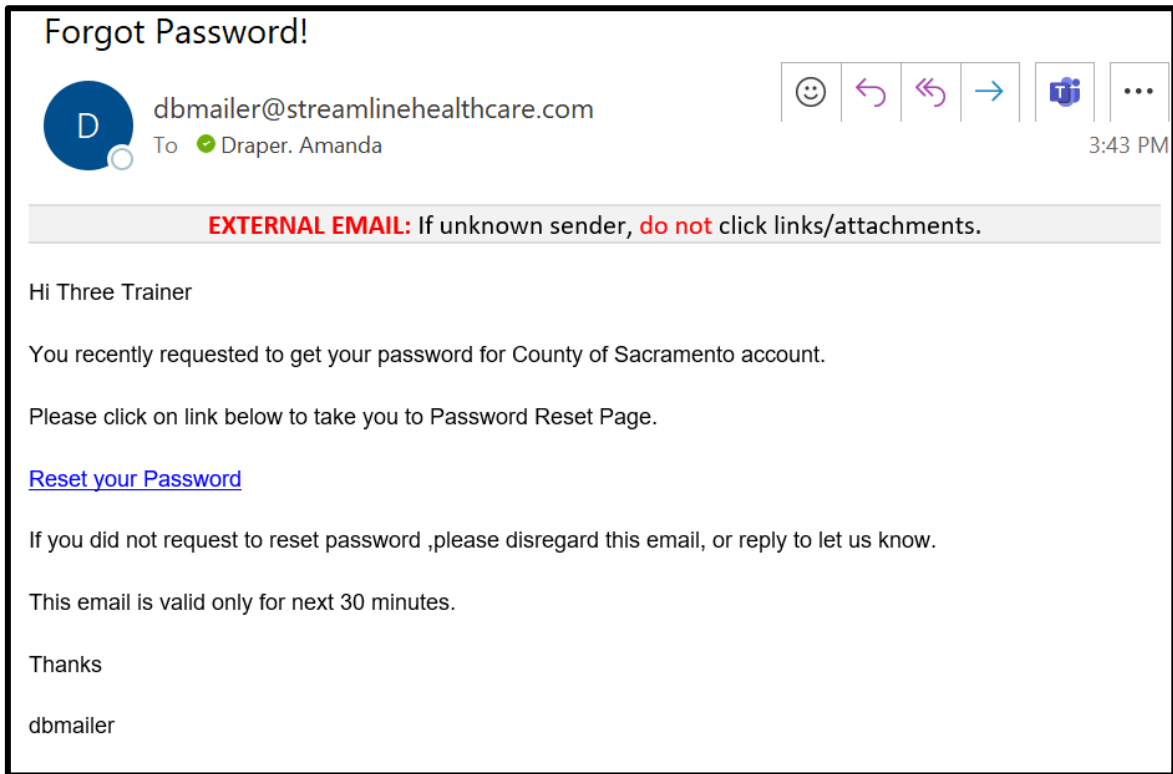 Forgot Password!
D
dbmailer@streamlinehealthcare.com
To Draper. Amanda
3:43 PM
EXTERNAL EMAIL: If unknown sender, do not click links/attachments.
Hi Three Trainer
You recently requested to get your password for County of Sacramento account.
Please click on link below to take you to Password Reset Page.
Reset your Password
If you did not request to reset password ,please disregard this email, or reply to let us know.
This email is valid only for next 30 minutes.
Thanks
dbmailer